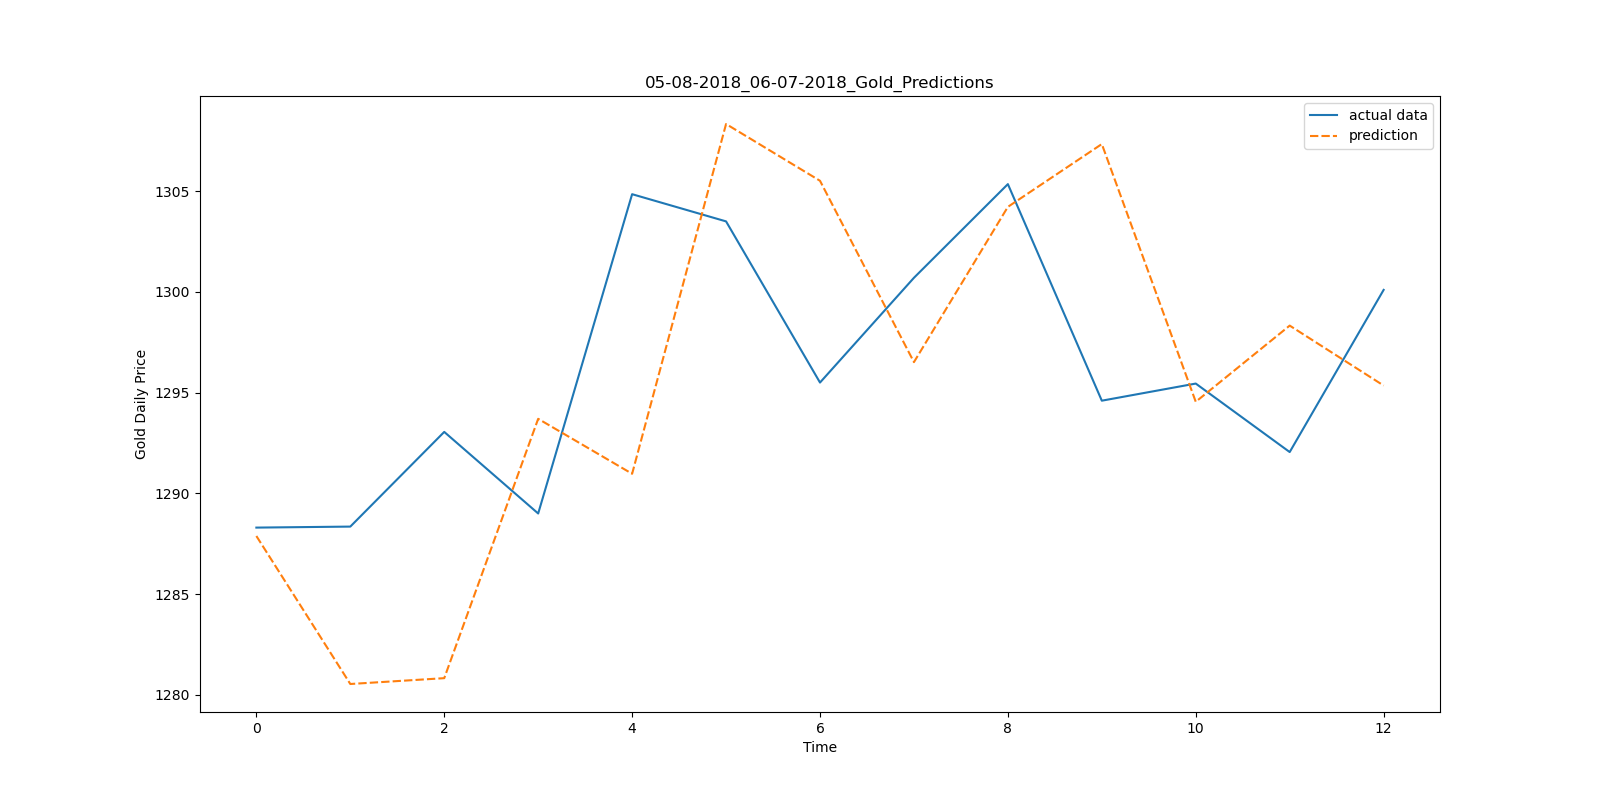 05-08-2018_06-07-2018_Gold_Predictions
actual data
prediction
1305
1300
1295
1290
1285
1280
Gold Daily Price
0 2 4 6 8 10 12
Time